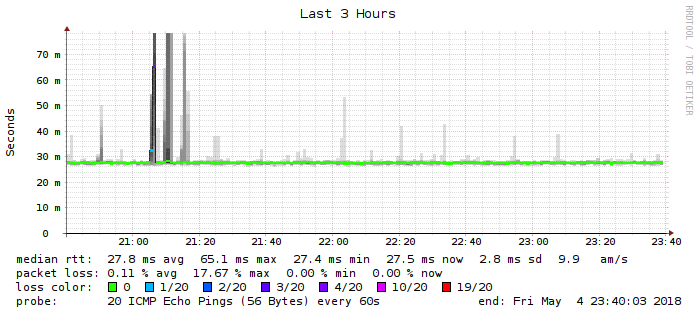 Last 3 Hours
RRDTOOL / TOBI OETIKER
Seconds
70 m
60 m
50 m
40 m
30 m
20 m
10 m
0
21:00 21:20 21:40 22:00 22:20 22:40 23:00 23:20 23:40
median rtt: 27.8 ms avg 65.1 ms max 27.4 ms min 27.5 ms now 2.8 ms sd 9.9 am/s
packet loss: 0.11 % avg 17.67 % max 0.00 % min 0.00 % now
loss color: 0 1/20 2/20 3/20 4/20 10/20 19/20
probe: 20 ICMP Echo Pings (56 Bytes) every 60s end: Fri May 4 23:40:03 2018